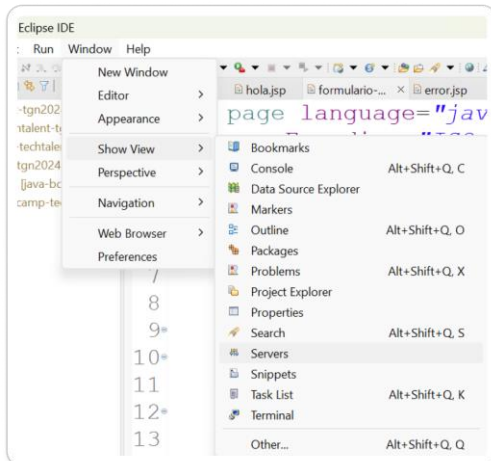 Eclipse IDE
Run Window Help
New Window
Editor >
Appearance >
Show View >
Perspective >
Navigation >
Web Browser >
Preferences
-tgn202
ntalent-t
-techtale
tgn2024
[java-bc
camp-te
hola.jsp formulario-... × error.jsp
page language="jav
Bookmarks
Console Alt+Shift+Q, C
Data Source Explorer
Markers
Outline Alt+Shift+Q, O
Packages
Problems Alt+Shift+Q, X
Project Explorer
Properties
Search Alt+Shift+Q, S
Servers
Snippets
Task List Alt+Shift+Q, K
Terminal
Other... Alt+Shift+Q, Q
7
8
9
10
11
12
13